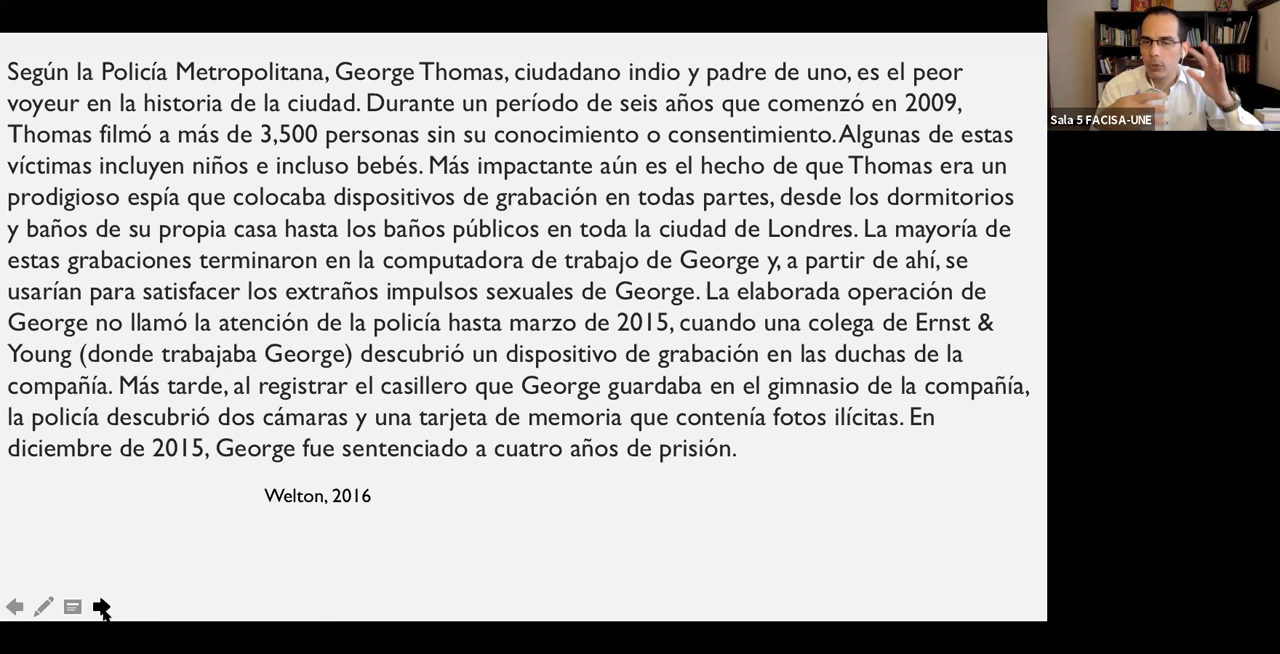 Según la Policía Metropolitana, George Thomas, ciudadano indio y padre de uno, es el peor
voyeur en la historia de la ciudad. Durante un período de seis años que comenzó en 2009,
Thomas filmó a más de 3,500 personas sin su conocimiento o consentimiento. Algunas de estas
víctimas incluyen niños e incluso bebés. Más impactante aún es el hecho de que Thomas era un
prodigioso espía que colocaba dispositivos de grabación en todas partes, desde los dormitorios
y baños de su propia casa hasta los baños públicos en toda la ciudad de Londres. La mayoría de
estas grabaciones terminaron en la computadora de trabajo de George y, a partir de ahí, se
usarían para satisfacer los extraños impulsos sexuales de George. La elaborada operación de
George no llamó la atención de la policía hasta marzo de 2015, cuando una colega de Ernst &
Young (donde trabajaba George) descubrió un dispositivo de grabación en las duchas de la
compañía. Más tarde, al registrar el casillero que George guardaba en el gimnasio de la compañía,
la policía descubrió dos cámaras y una tarjeta de memoria que contenía fotos ilícitas. En
diciembre de 2015, George fue sentenciado a cuatro años de prisión.
Welton, 2016
Sala 5 FACISA-UNE